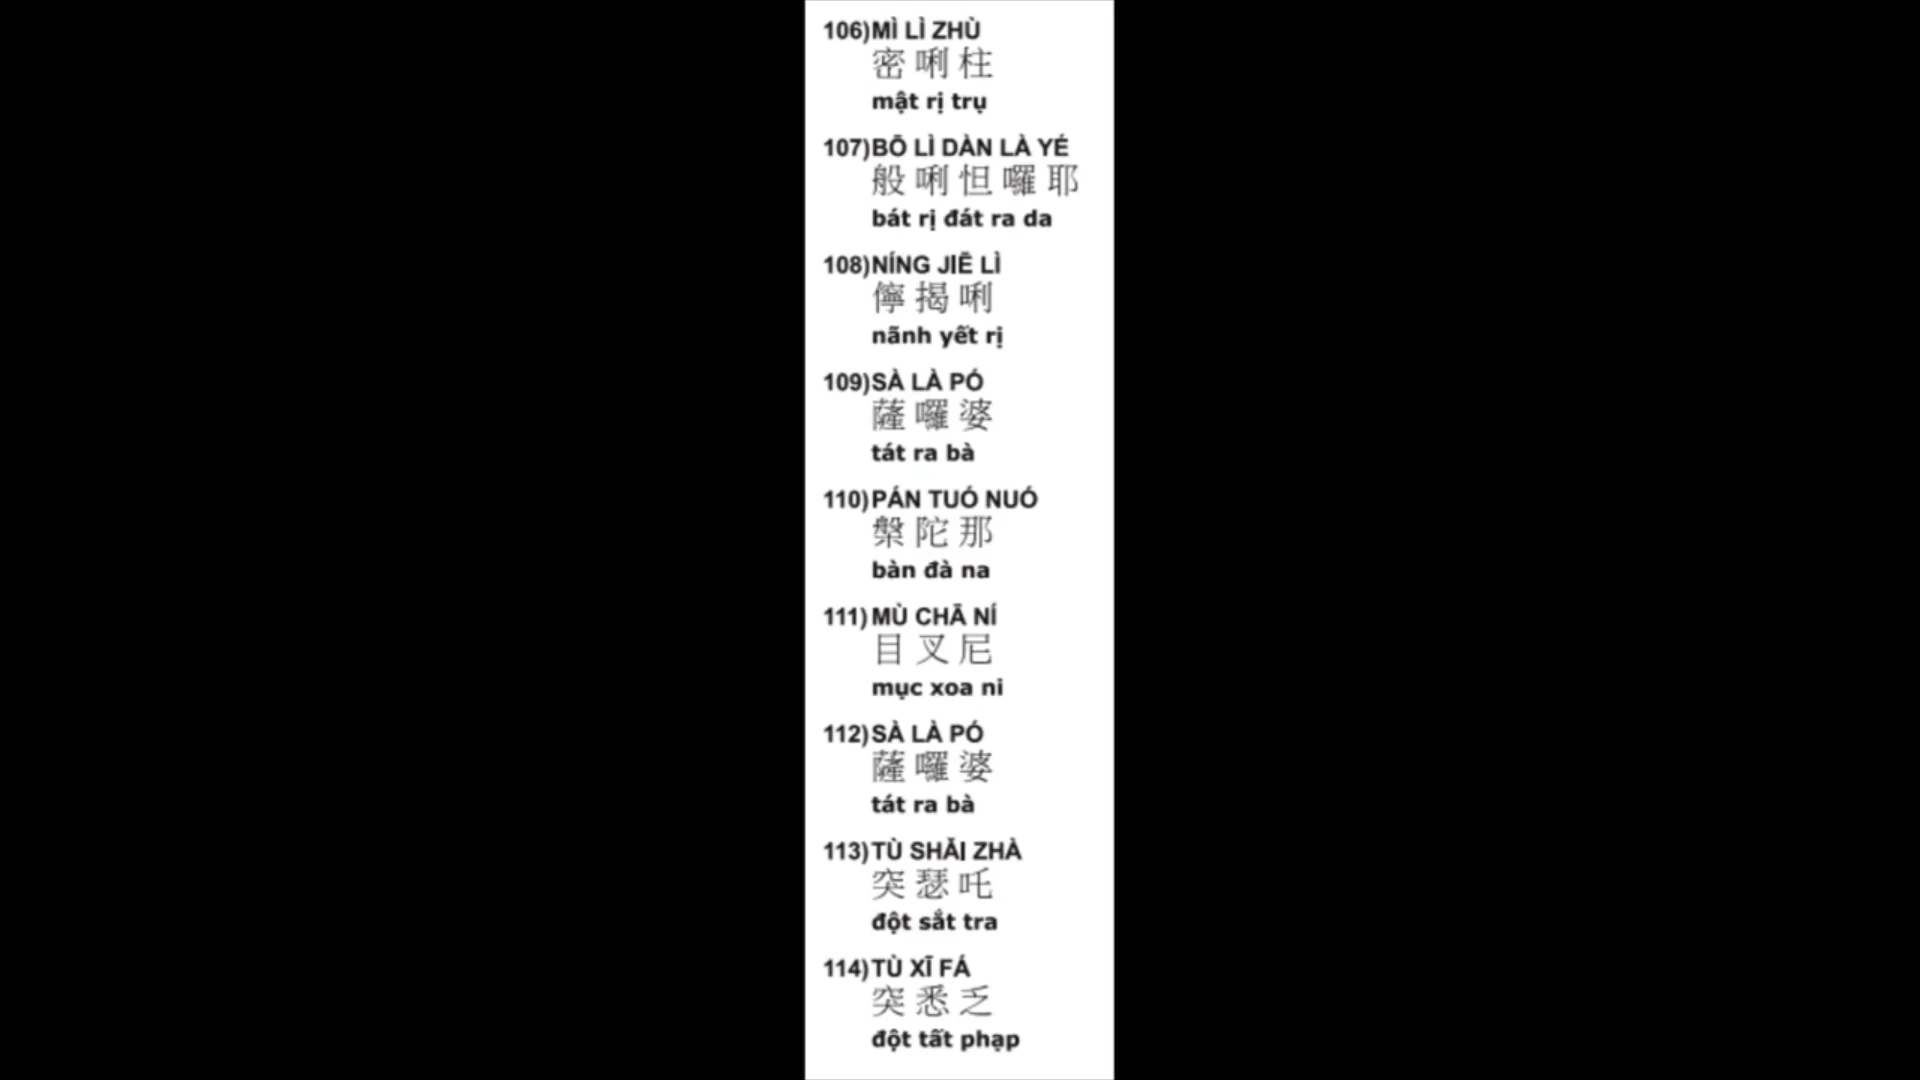 106)MÌ LÌ ZHÙ
密 唎 柱
mật rị trụ
107)BŌ LÌ DÀN LÀ YÉ
般 唎 怛 囉 耶
bát rị đát ra da
108)NÍNG JIĒ LÌ
儜 揭 唎
nãnh yết rị
109)SÀ LÀ PÓ
薩 囉 婆
tát ra bà
110)PÁN TUÓ NUÓ
槃 陀 那
bàn đà na
111)MÙ CHĀ NÍ
目 叉 尼
mục xoa ni
112)SÀ LÀ PÓ
薩 囉 婆
tát ra bà
113)TÙ SHǍI ZHÀ
突 瑟 吒
đột sắt tra
114)TÙ XĪ FÁ
突 悉 乏
đột tất phạp